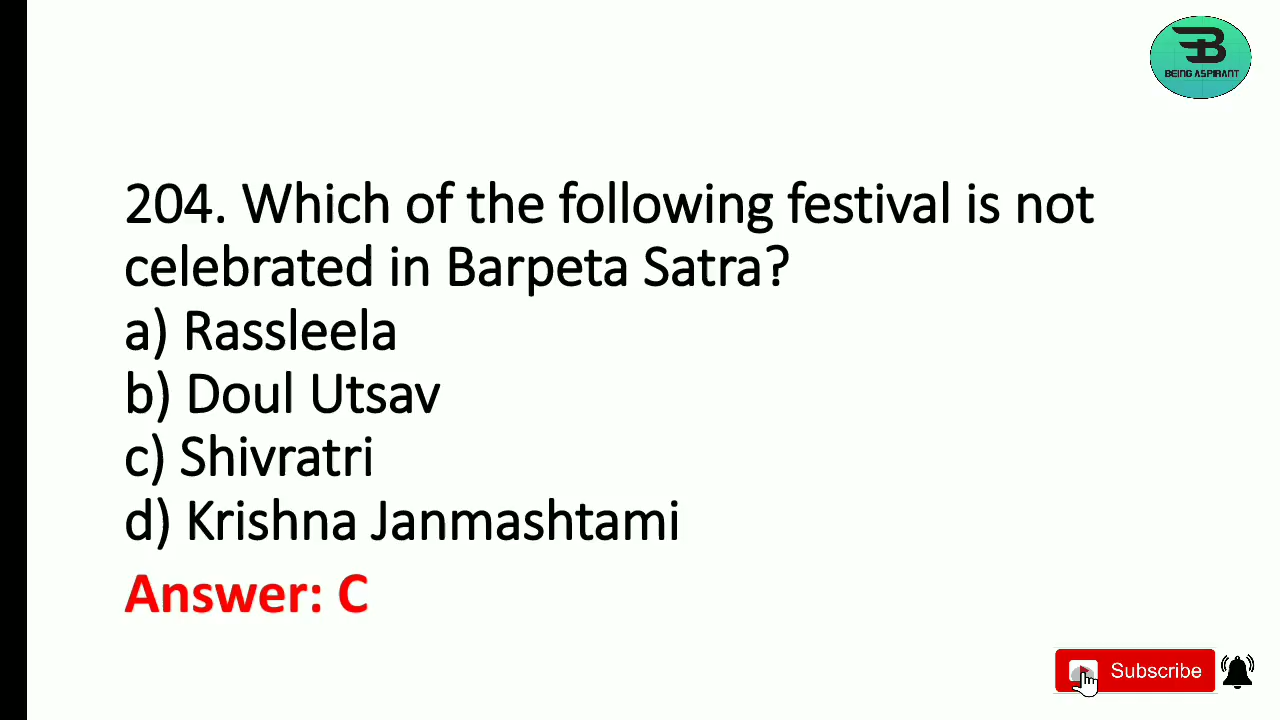 BEING ASPIRANT
204. Which of the following festival is not
celebrated in Barpeta Satra?
a) Rassleela
b) Doul Utsav
c) Shivratri
d) Krishna Janmashtami
Answer: C
Subscribe